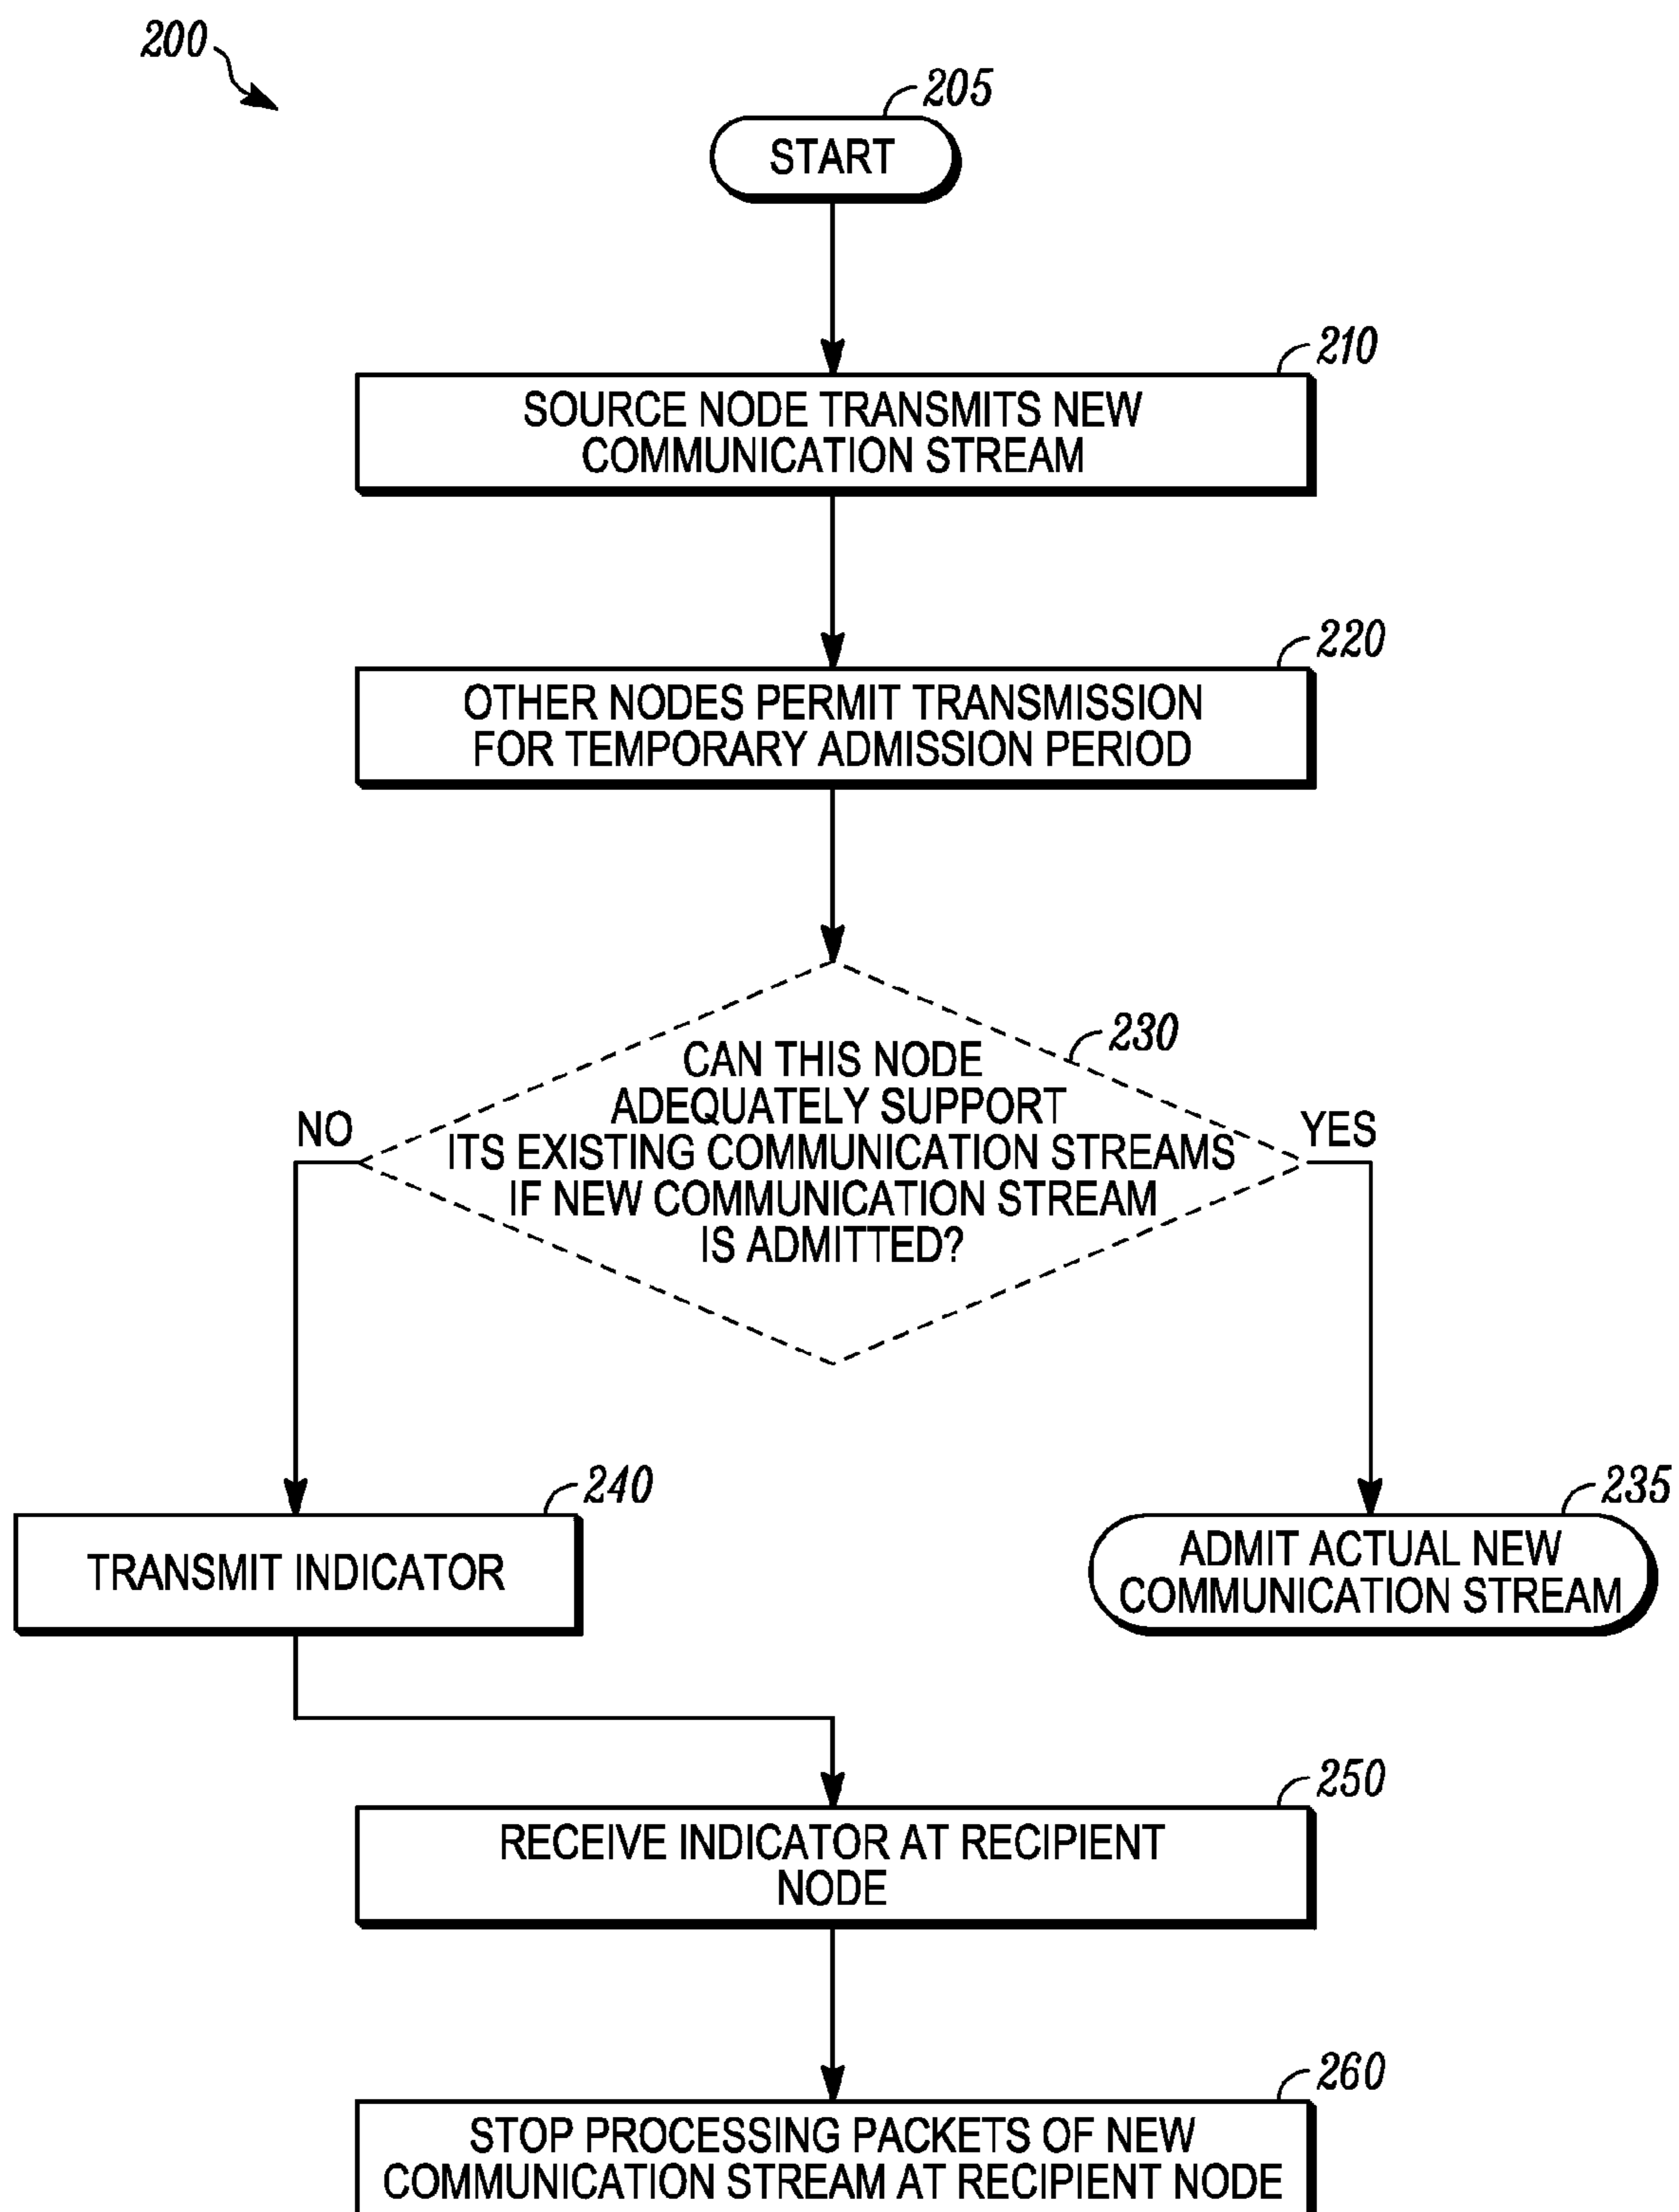 200
205
START
210
SOURCE NODE TRANSMITS NEW
COMMUNICATION STREAM
220
OTHER NODES PERMIT TRANSMISSION
FOR TEMPORARY ADMISSION PERIOD
230
CAN THIS NODE
ADEQUATELY SUPPORT
ITS EXISTING COMMUNICATION STREAMS
IF NEW COMMUNICATION STREAM
IS ADMITTED?
NO
YES
240
TRANSMIT INDICATOR
235
ADMIT ACTUAL NEW
COMMUNICATION STREAM
250
RECEIVE INDICATOR AT RECIPIENT
NODE
260
STOP PROCESSING PACKETS OF NEW
COMMUNICATION STREAM AT RECIPIENT NODE